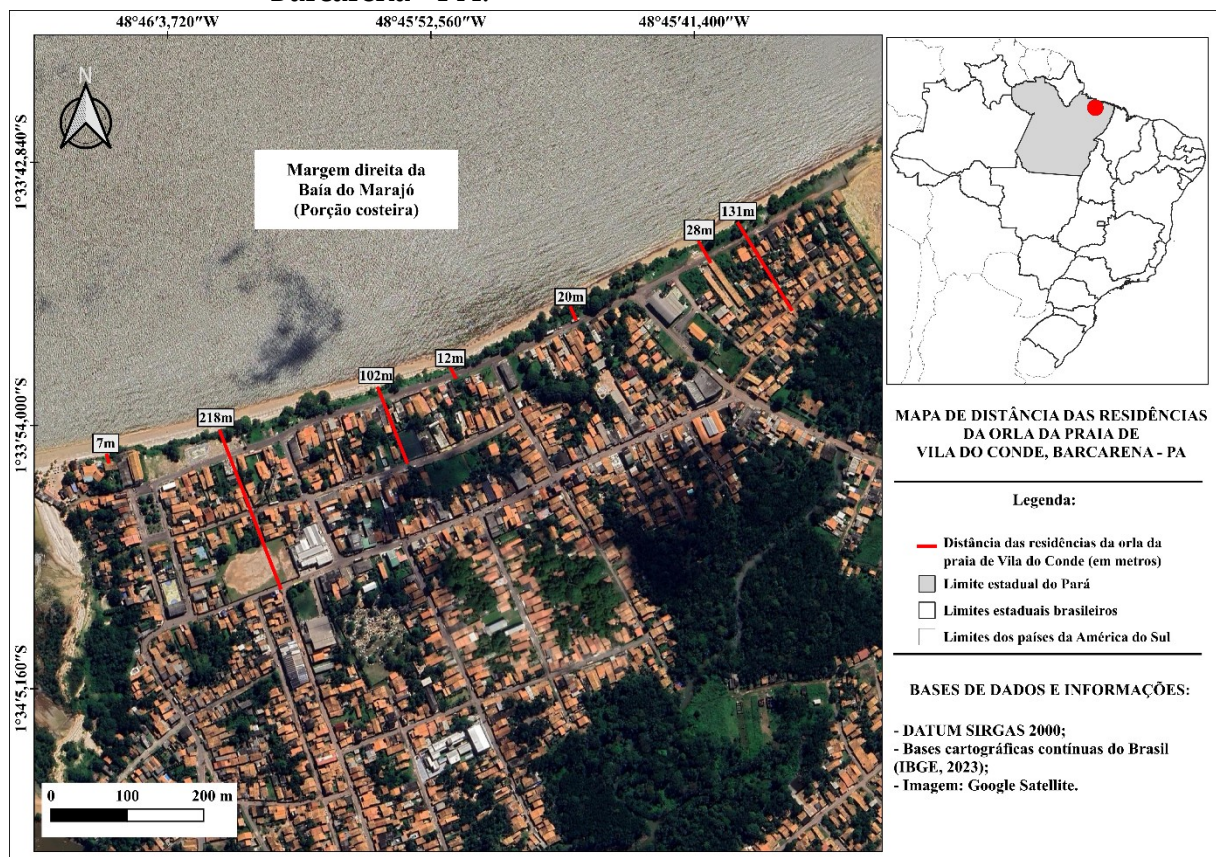 Barcarena - PA.
48°46'3,720"W
48°45'52,560"W
48°45'41,400"W
1°33'42,840"S
1°33'54,000"S
1°34'5,160"S
N
Margem direita da
Baía do Marajó
(Porção costeira)
131m
28m
20m
12m
102m
218m
7m
0 100 200 m
MAPA DE DISTÂNCIA DAS RESIDÊNCIAS
DA ORLA DA PRAIA DE
VILA DO CONDE, BARCARENA - PA
Legenda:
Distância das residências da orla da
praia de Vila do Conde (em metros)
Limite estadual do Pará
Limites estaduais brasileiros
Limites dos países da América do Sul
BASES DE DADOS E INFORMAÇÕES:
- DATUM SIRGAS 2000;
- Bases cartográficas contínuas do Brasil
(IBGE, 2023);
- Imagem: Google Satellite.